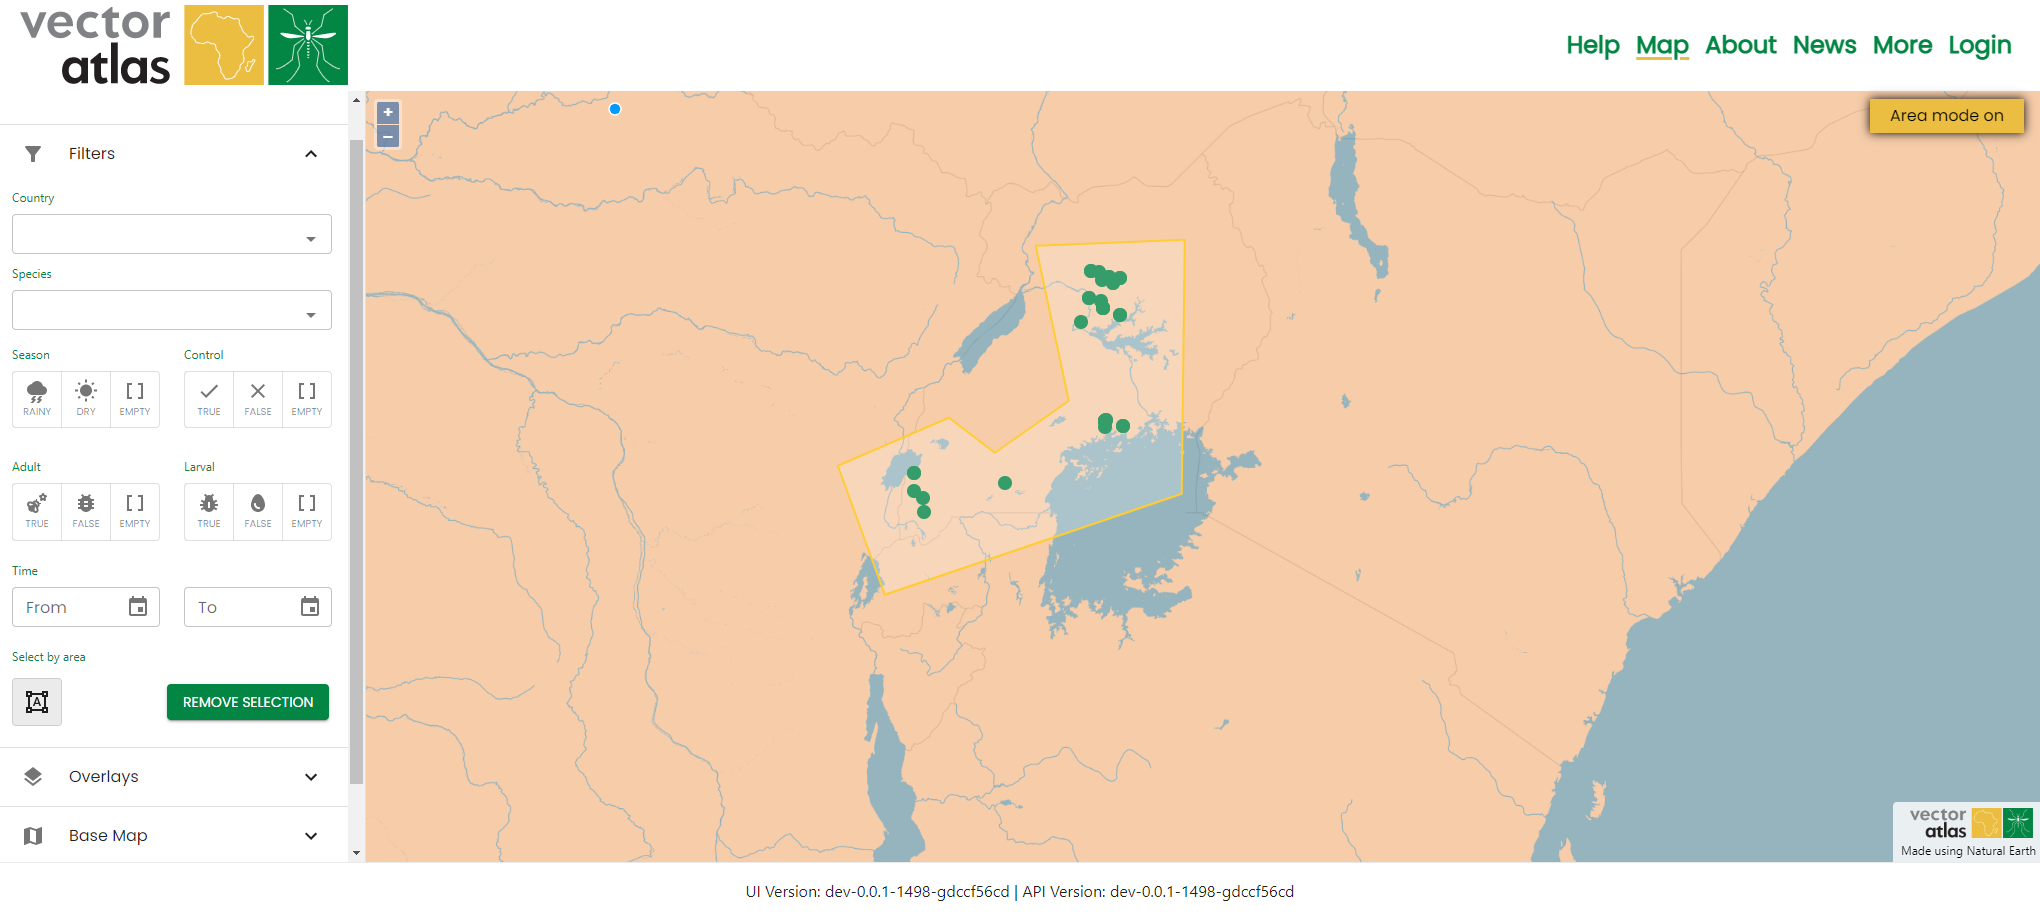 vector
atlas
Help Map About News More Login
+
−
Area mode on
Filters
Country
Species
Season Control
RAINY DRY EMPTY TRUE FALSE EMPTY
Adult Larval
TRUE FALSE EMPTY TRUE FALSE EMPTY
Time
From To
Select by area
A REMOVE SELECTION
Overlays
Base Map
vector
atlas
Made using Natural Earth
UI Version: dev-0.0.1-1498-gdccf56cd | API Version: dev-0.0.1-1498-gdccf56cd